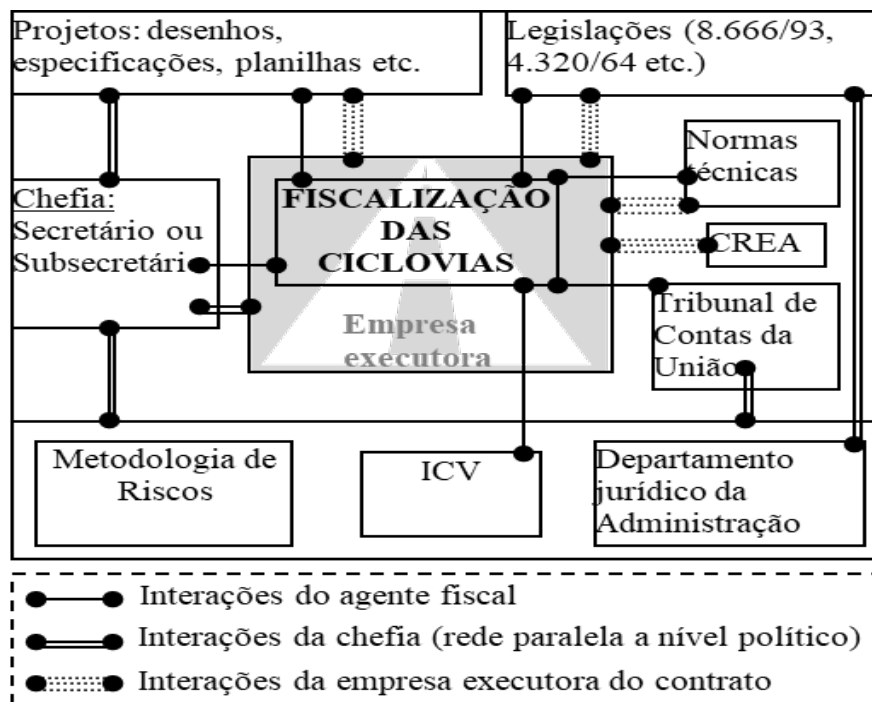 Projetos: desenhos,
especificações, planilhas etc.
Legislações (8.666/93,
4.320/64 etc.)
Normas
técnicas
Chefia:
Secretário ou
Subsecretári
FISCALIZAÇÃO
DAS
CICLOVIAS
CREA
Empresa
executora
Tribunal de
Contas da
União
Metodologia de
Riscos
ICV
Departamento
jurídico da
Administração
Interações do agente fiscal
Interações da chefia (rede paralela a nível político)
Interações da empresa executora do contrato